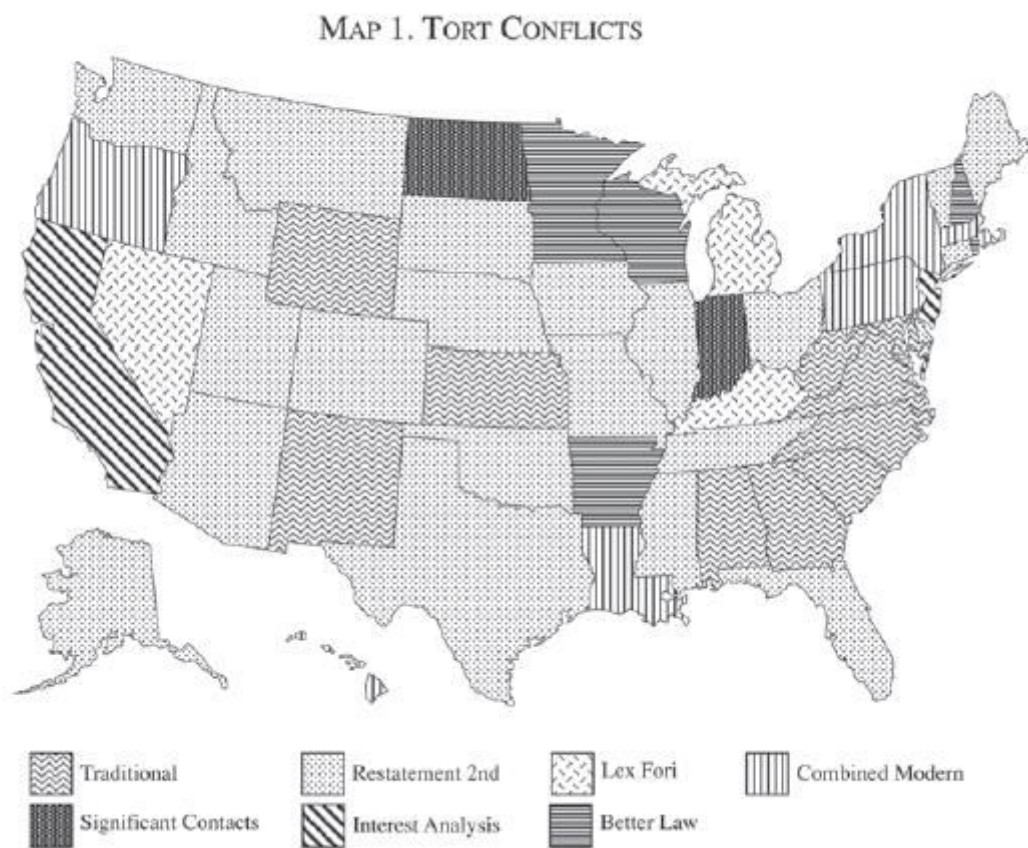 MAP 1. TORT CONFLICTS
Traditional
Restatement 2nd
Lex Fori
Combined Modern
Significant Contacts
Interest Analysis
Better Law